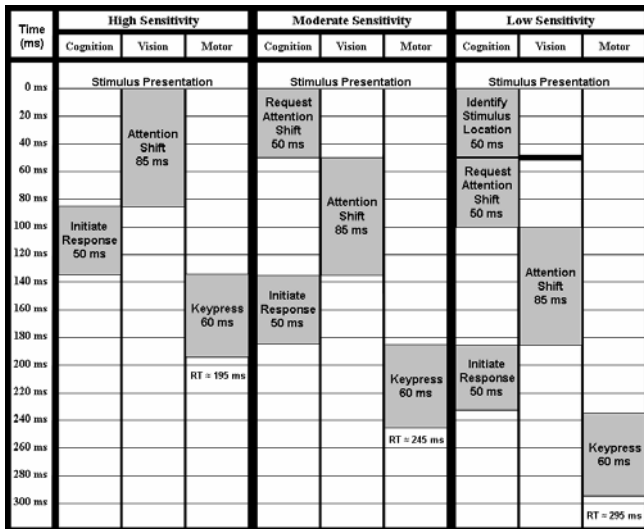 Time
(ms)
High Sensitivity
Moderate Sensitivity
Low Sensitivity
Cognition
Vision
Motor
Cognition
Vision
Motor
Cognition
Vision
Motor
Stimulus Presentation
Stimulus Presentation
Stimulus Presentation
0 ms
20 ms
40 ms
60 ms
80 ms
100 ms
120 ms
140 ms
160 ms
180 ms
200 ms
220 ms
240 ms
260 ms
280 ms
300 ms
Attention
Shift
85 ms
Initiate
Response
50 ms
Keypress
60 ms
RT = 195 ms
Request
Attention
Shift
50 ms
Attention
Shift
85 ms
Initiate
Response
50 ms
Keypress
60 ms
RT = 245 ms
Identify
Stimulus
Location
50 ms
Request
Attention
Shift
50 ms
Attention
Shift
85 ms
Initiate
Response
50 ms
Keypress
60 ms
RT = 295 ms